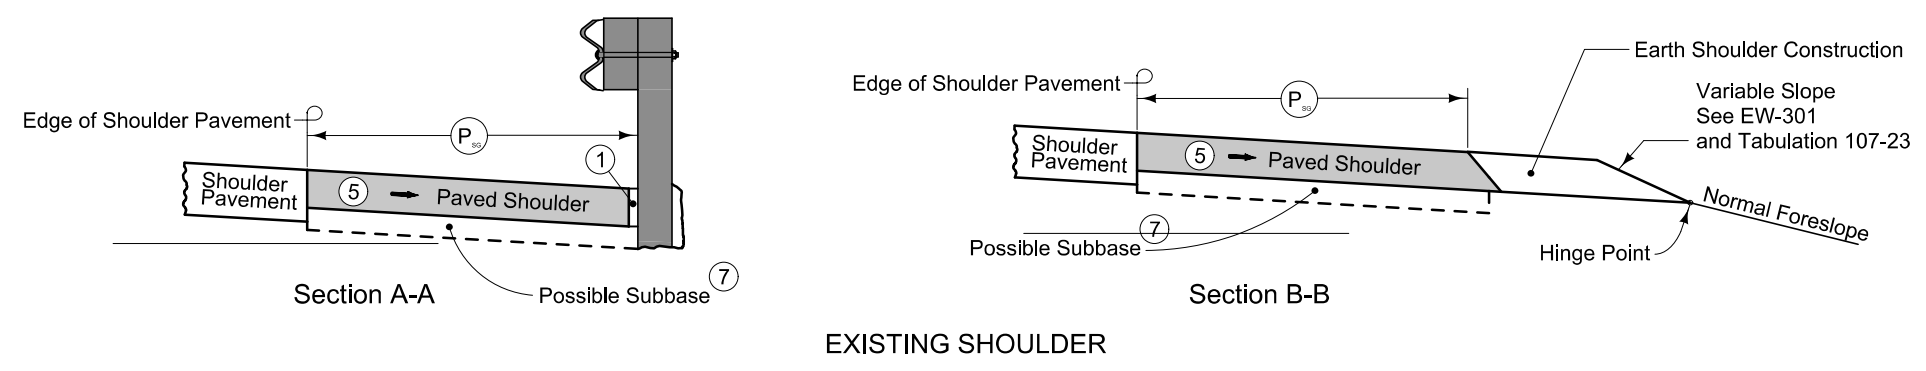 Edge of Shoulder Pavement
P SG
1
Shoulder
Pavement
5
Paved Shoulder
7
Possible Subbase
Section A-A
Edge of Shoulder Pavement
P SG
Earth Shoulder Construction
Variable Slope
See EW-301
and Tabulation 107-23
Shoulder
Pavement
5
Paved Shoulder
Normal Foreslope
7
Possible Subbase
Hinge Point
Section B-B
EXISTING SHOULDER